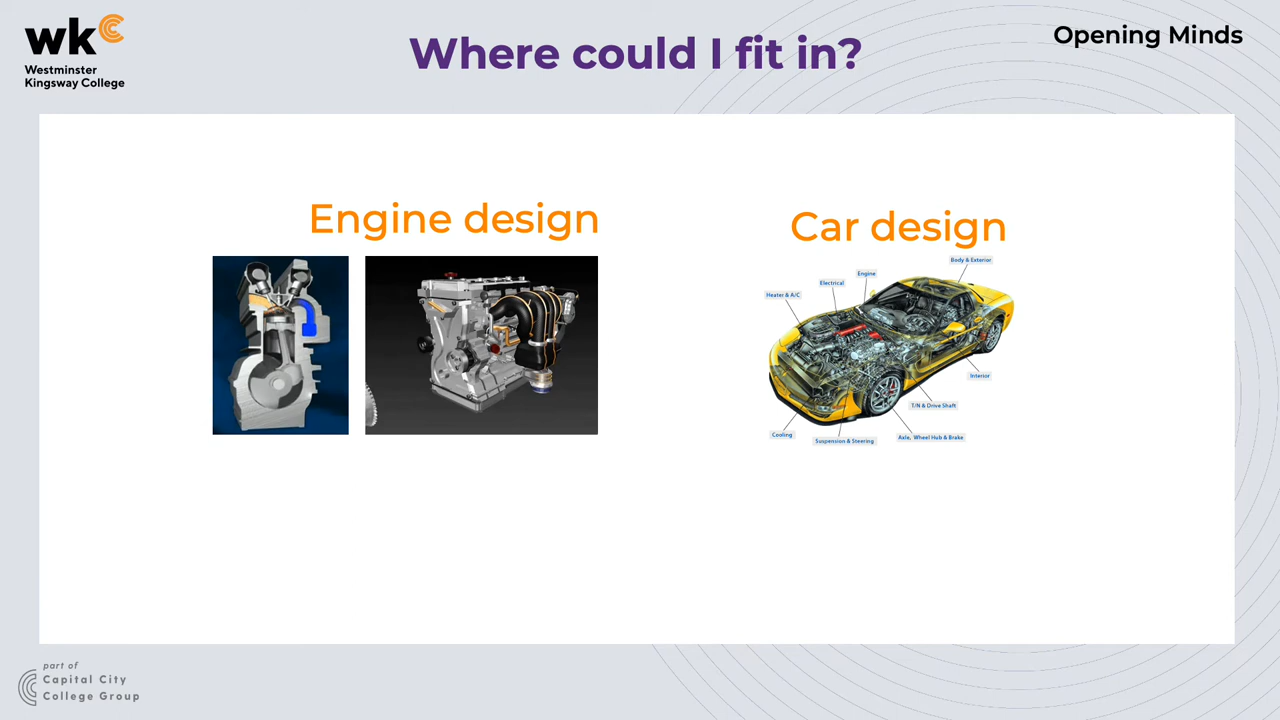 wkc
Westminster
Kingsway College
Where could I fit in?
Opening Minds
Engine design
Car design
Body & Exterior
Engine
Electrical
Heater & A/C
Interior
T/N & Drive Shaft
Cooling
Suspension & Steering
Axle, Wheel Hub & Brake
part of
Capital City
College Group